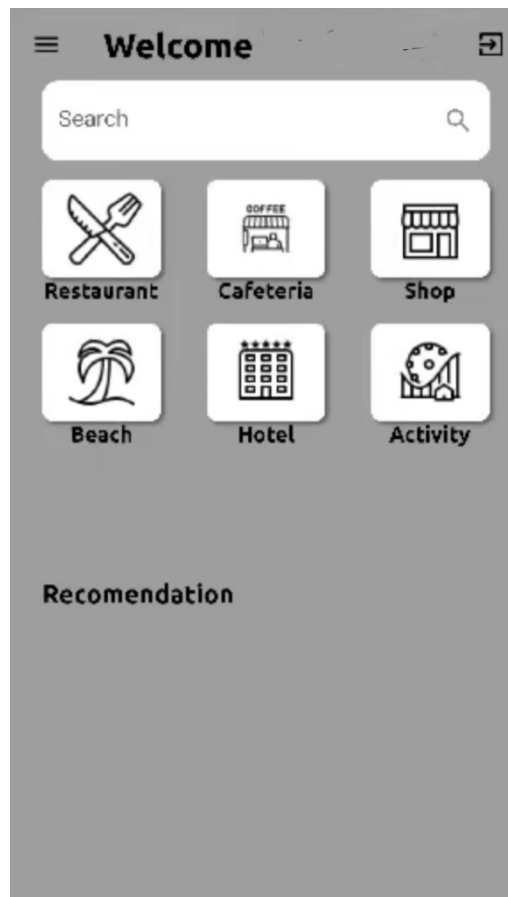 Welcome
Search
COFFEE
Restaurant Cafeteria Shop
Beach Hotel Activity
Recomendation